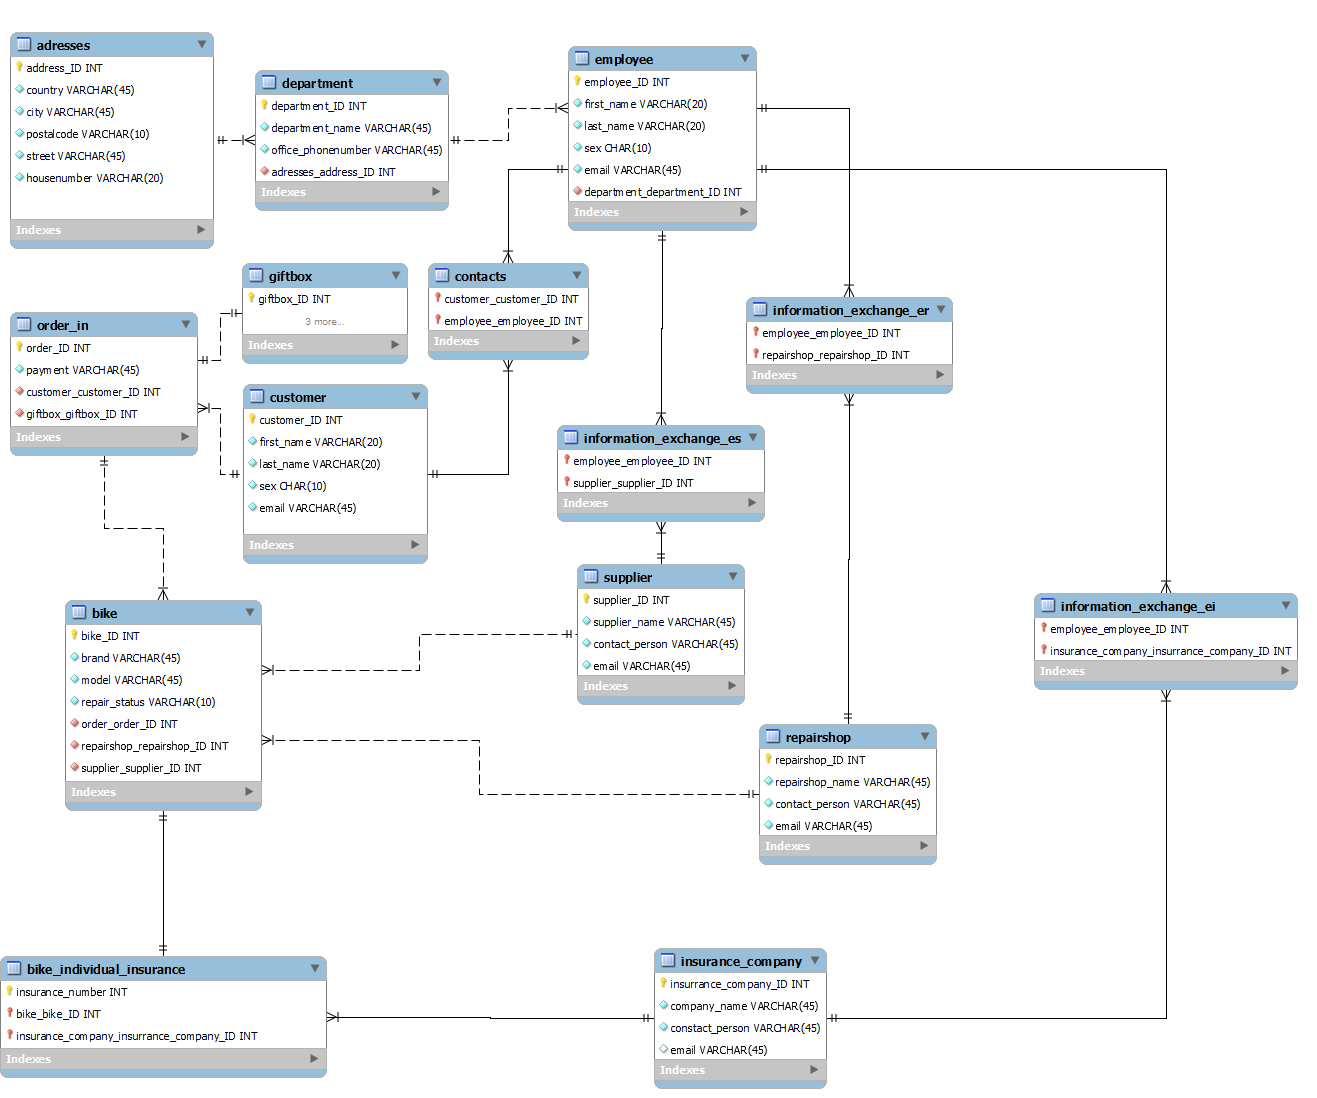 adresses
address_ID INT
country VARCHAR(45)
city VARCHAR(45)
postalcode VARCHAR(10)
street VARCHAR(45)
housenumber VARCHAR(20)
Indexes
department
department_ID INT
department_name VARCHAR(45)
office_phonenumber VARCHAR(45)
adresses_address_ID INT
Indexes
employee
employee_ID INT
first_name VARCHAR(20)
last_name VARCHAR(20)
sex CHAR(10)
email VARCHAR(45)
department_department_ID INT
Indexes
giftbox
giftbox_ID INT
3 more...
Indexes
contacts
customer_customer_ID INT
employee_employee_ID INT
Indexes
information_exchange_er
employee_employee_ID INT
repairshop_repairshop_ID INT
Indexes
order_in
order_ID INT
payment VARCHAR(45)
customer_customer_ID INT
giftbox_giftbox_ID INT
Indexes
customer
customer_ID INT
first_name VARCHAR(20)
last_name VARCHAR(20)
sex CHAR(10)
email VARCHAR(45)
Indexes
information_exchange_es
employee_employee_ID INT
supplier_supplier_ID INT
Indexes
supplier
supplier_ID INT
supplier_name VARCHAR(45)
contact_person VARCHAR(45)
email VARCHAR(45)
Indexes
information_exchange_ei
employee_employee_ID INT
insurance_company_insurrance_company_ID INT
Indexes
bike
bike_ID INT
brand VARCHAR(45)
model VARCHAR(45)
repair_status VARCHAR(10)
order_order_ID INT
repairshop_repairshop_ID INT
supplier_supplier_ID INT
Indexes
repairshop
repairshop_ID INT
repairshop_name VARCHAR(45)
contact_person VARCHAR(45)
email VARCHAR(45)
Indexes
bike_individual_insurance
insurance_number INT
bike_bike_ID INT
insurance_company_insurrance_company_ID INT
Indexes
insurance_company
insurrance_company_ID INT
company_name VARCHAR(45)
constact_person VARCHAR(45)
email VARCHAR(45)
Indexes